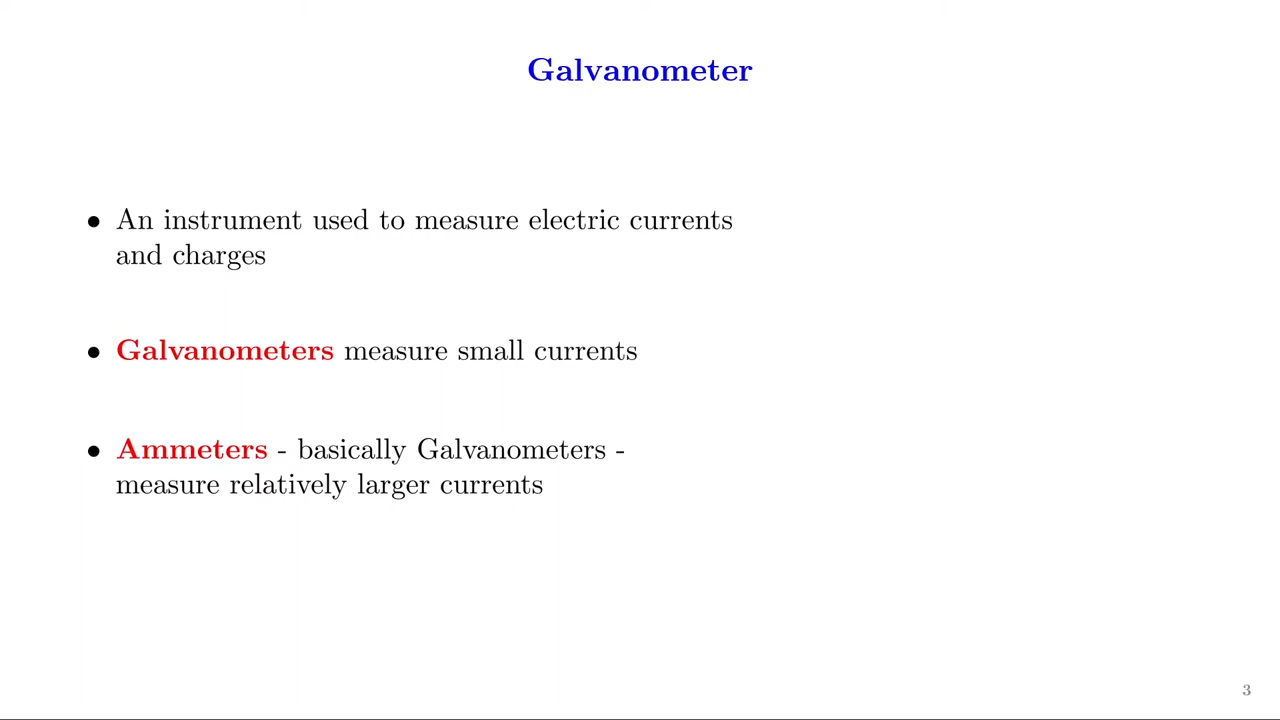 Galvanometer
• An instrument used to measure electric currents
and charges
• Galvanometers measure small currents
• Ammeters - basically Galvanometers -
measure relatively larger currents
3